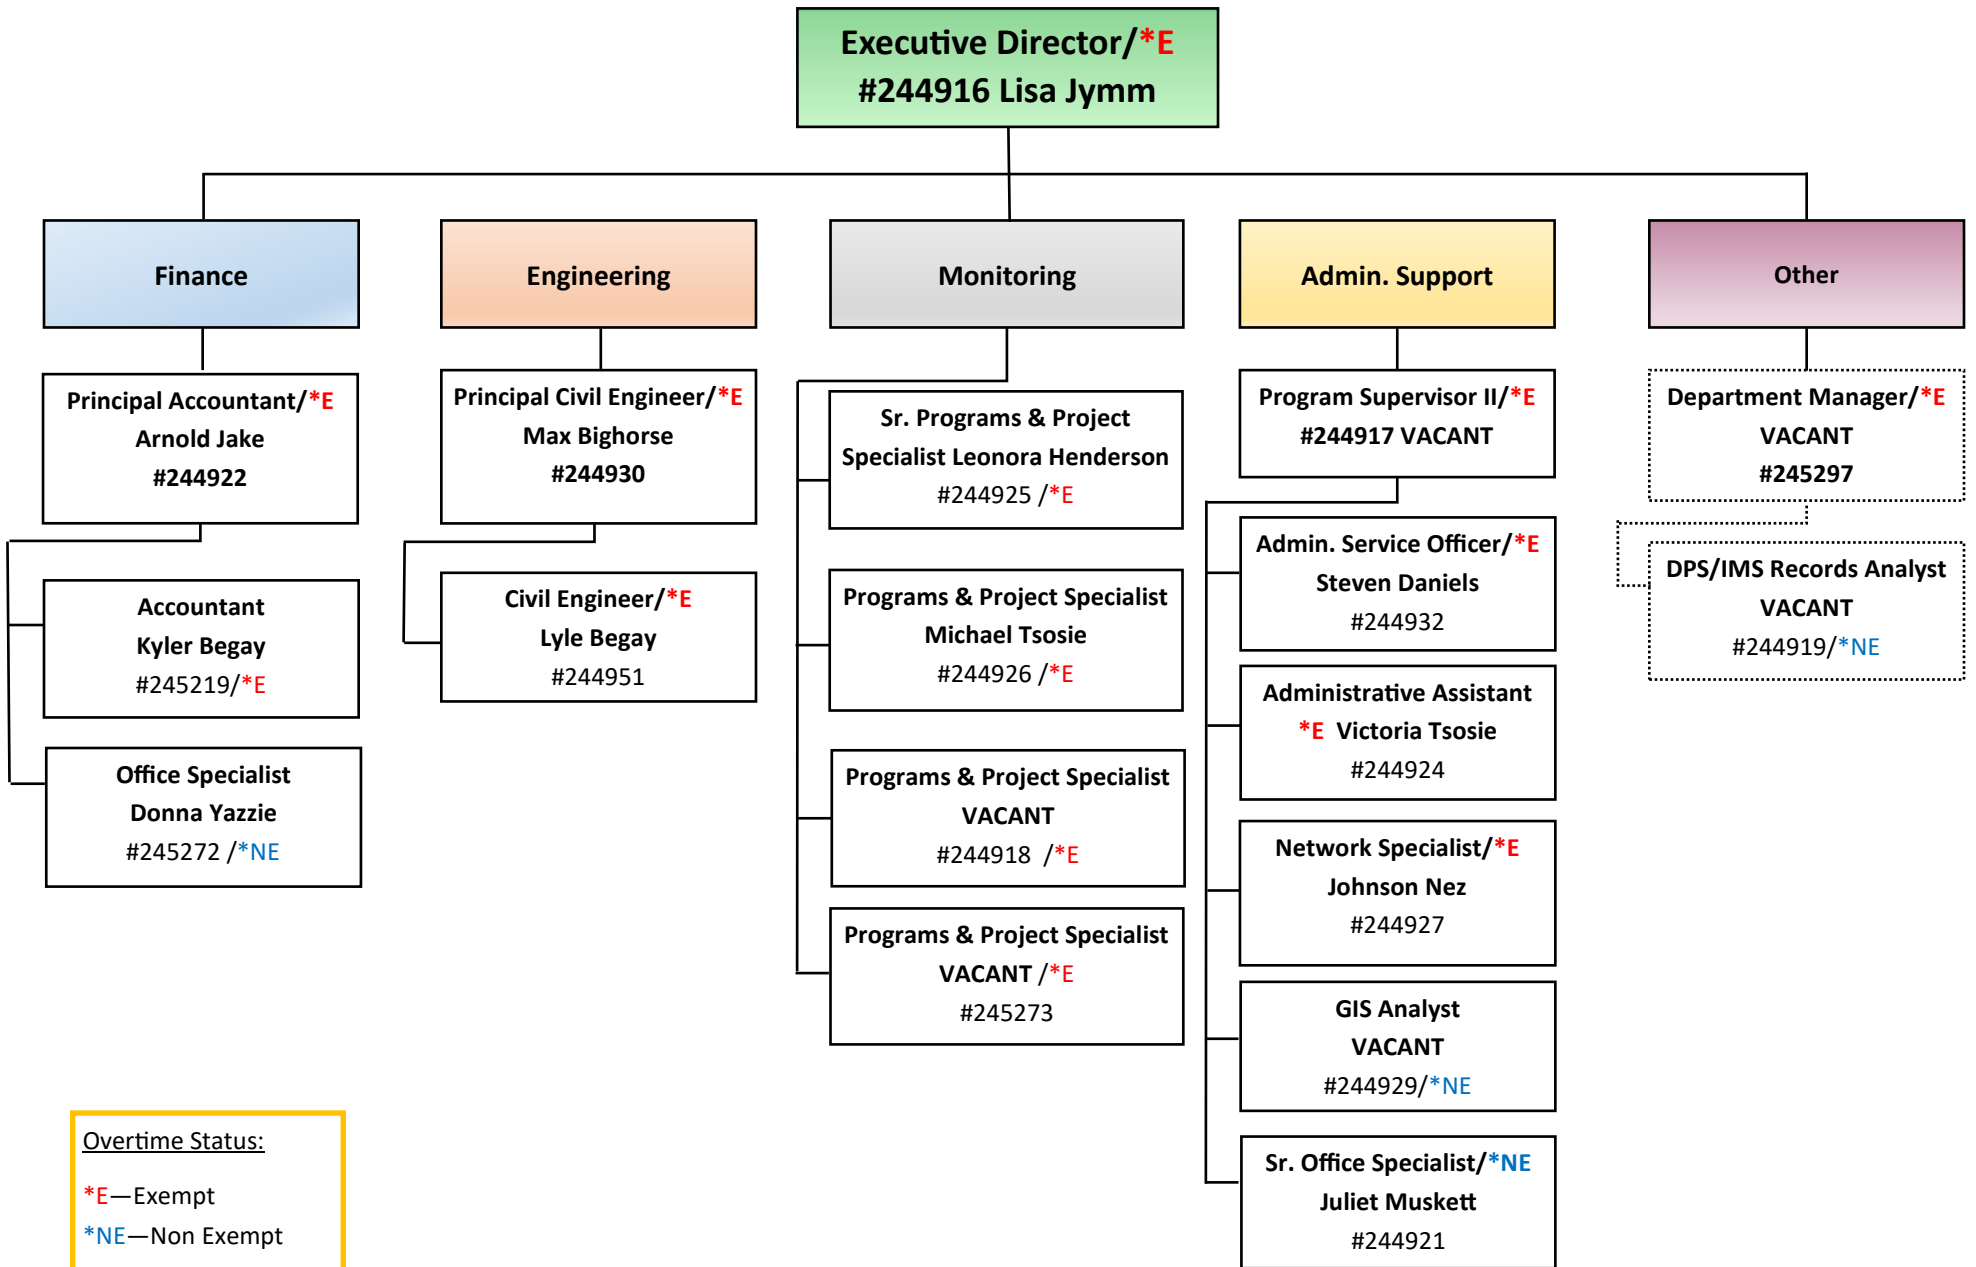 Executive Director/*E
#244916 Lisa Jymm
Finance
Principal Accountant/*E
Arnold Jake
#244922
Accountant
Kyler Begay
#245219/*E
Office Specialist
Donna Yazzie
#245272 /*NE
Engineering
Principal Civil Engineer/*E
Max Bighorse
#244930
Civil Engineer/*E
Lyle Begay
#244951
Monitoring
Sr. Programs & Project
Specialist Leonora Henderson
#244925 /*E
Programs & Project Specialist
Michael Tsosie
#244926 /*E
Programs & Project Specialist
VACANT
#244918 /*E
Programs & Project Specialist
VACANT /*E
#245273
Admin. Support
Program Supervisor II/*E
#244917 VACANT
Admin. Service Officer/*E
Steven Daniels
#244932
Administrative Assistant
*E Victoria Tsosie
#244924
Network Specialist/*E
Johnson Nez
#244927
GIS Analyst
VACANT
#244929/*NE
Sr. Office Specialist/*NE
Juliet Muskett
#244921
Other
Department Manager/*E
VACANT
#245297
DPS/IMS Records Analyst
VACANT
#244919/*NE
Overtime Status:
*E—Exempt
*NE—Non Exempt